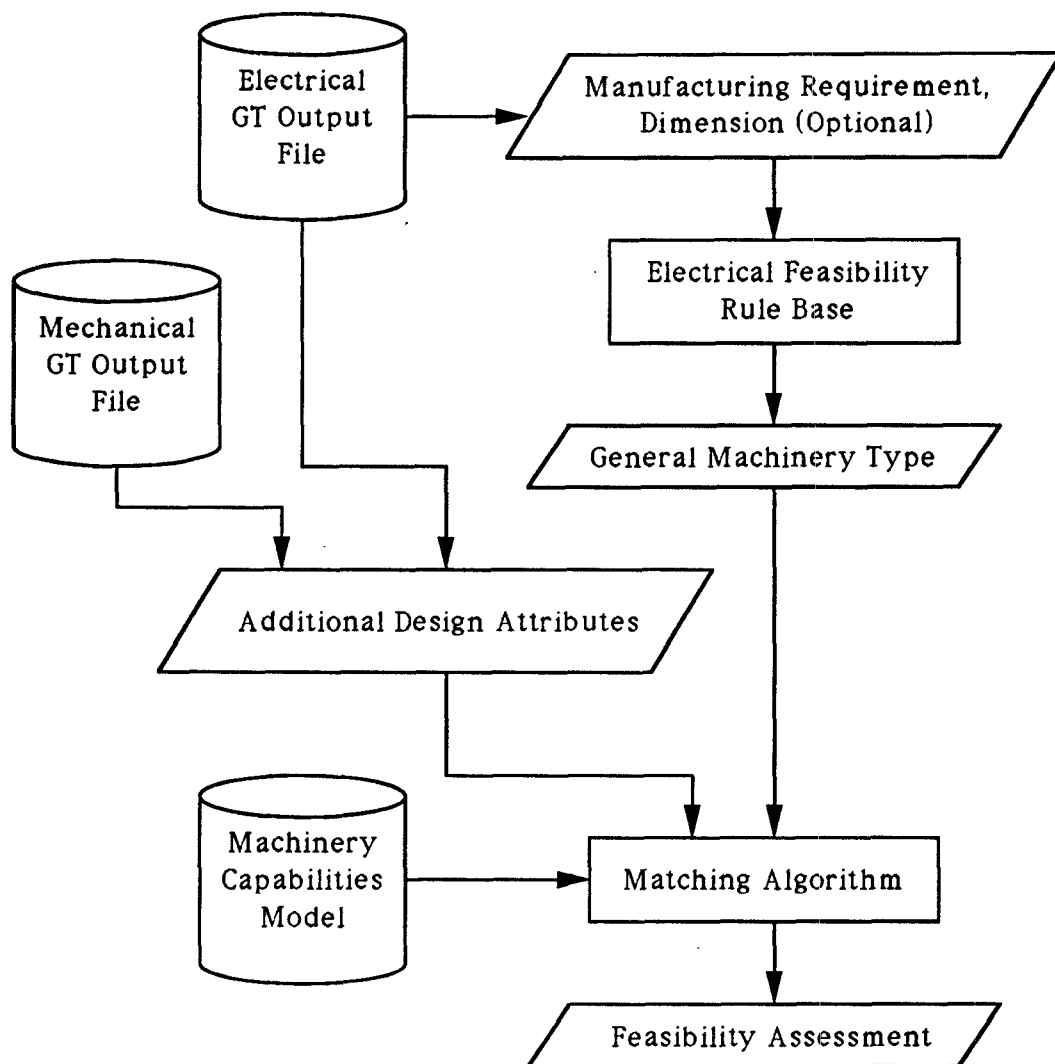 Electrical
GT Output
File
Manufacturing Requirement,
Dimension (Optional)
Electrical Feasibility
Rule Base
Mechanical
GT Output
File
General Machinery Type
Additional Design Attributes
Machinery
Capabilities
Model
Matching Algorithm
Feasibility Assessment